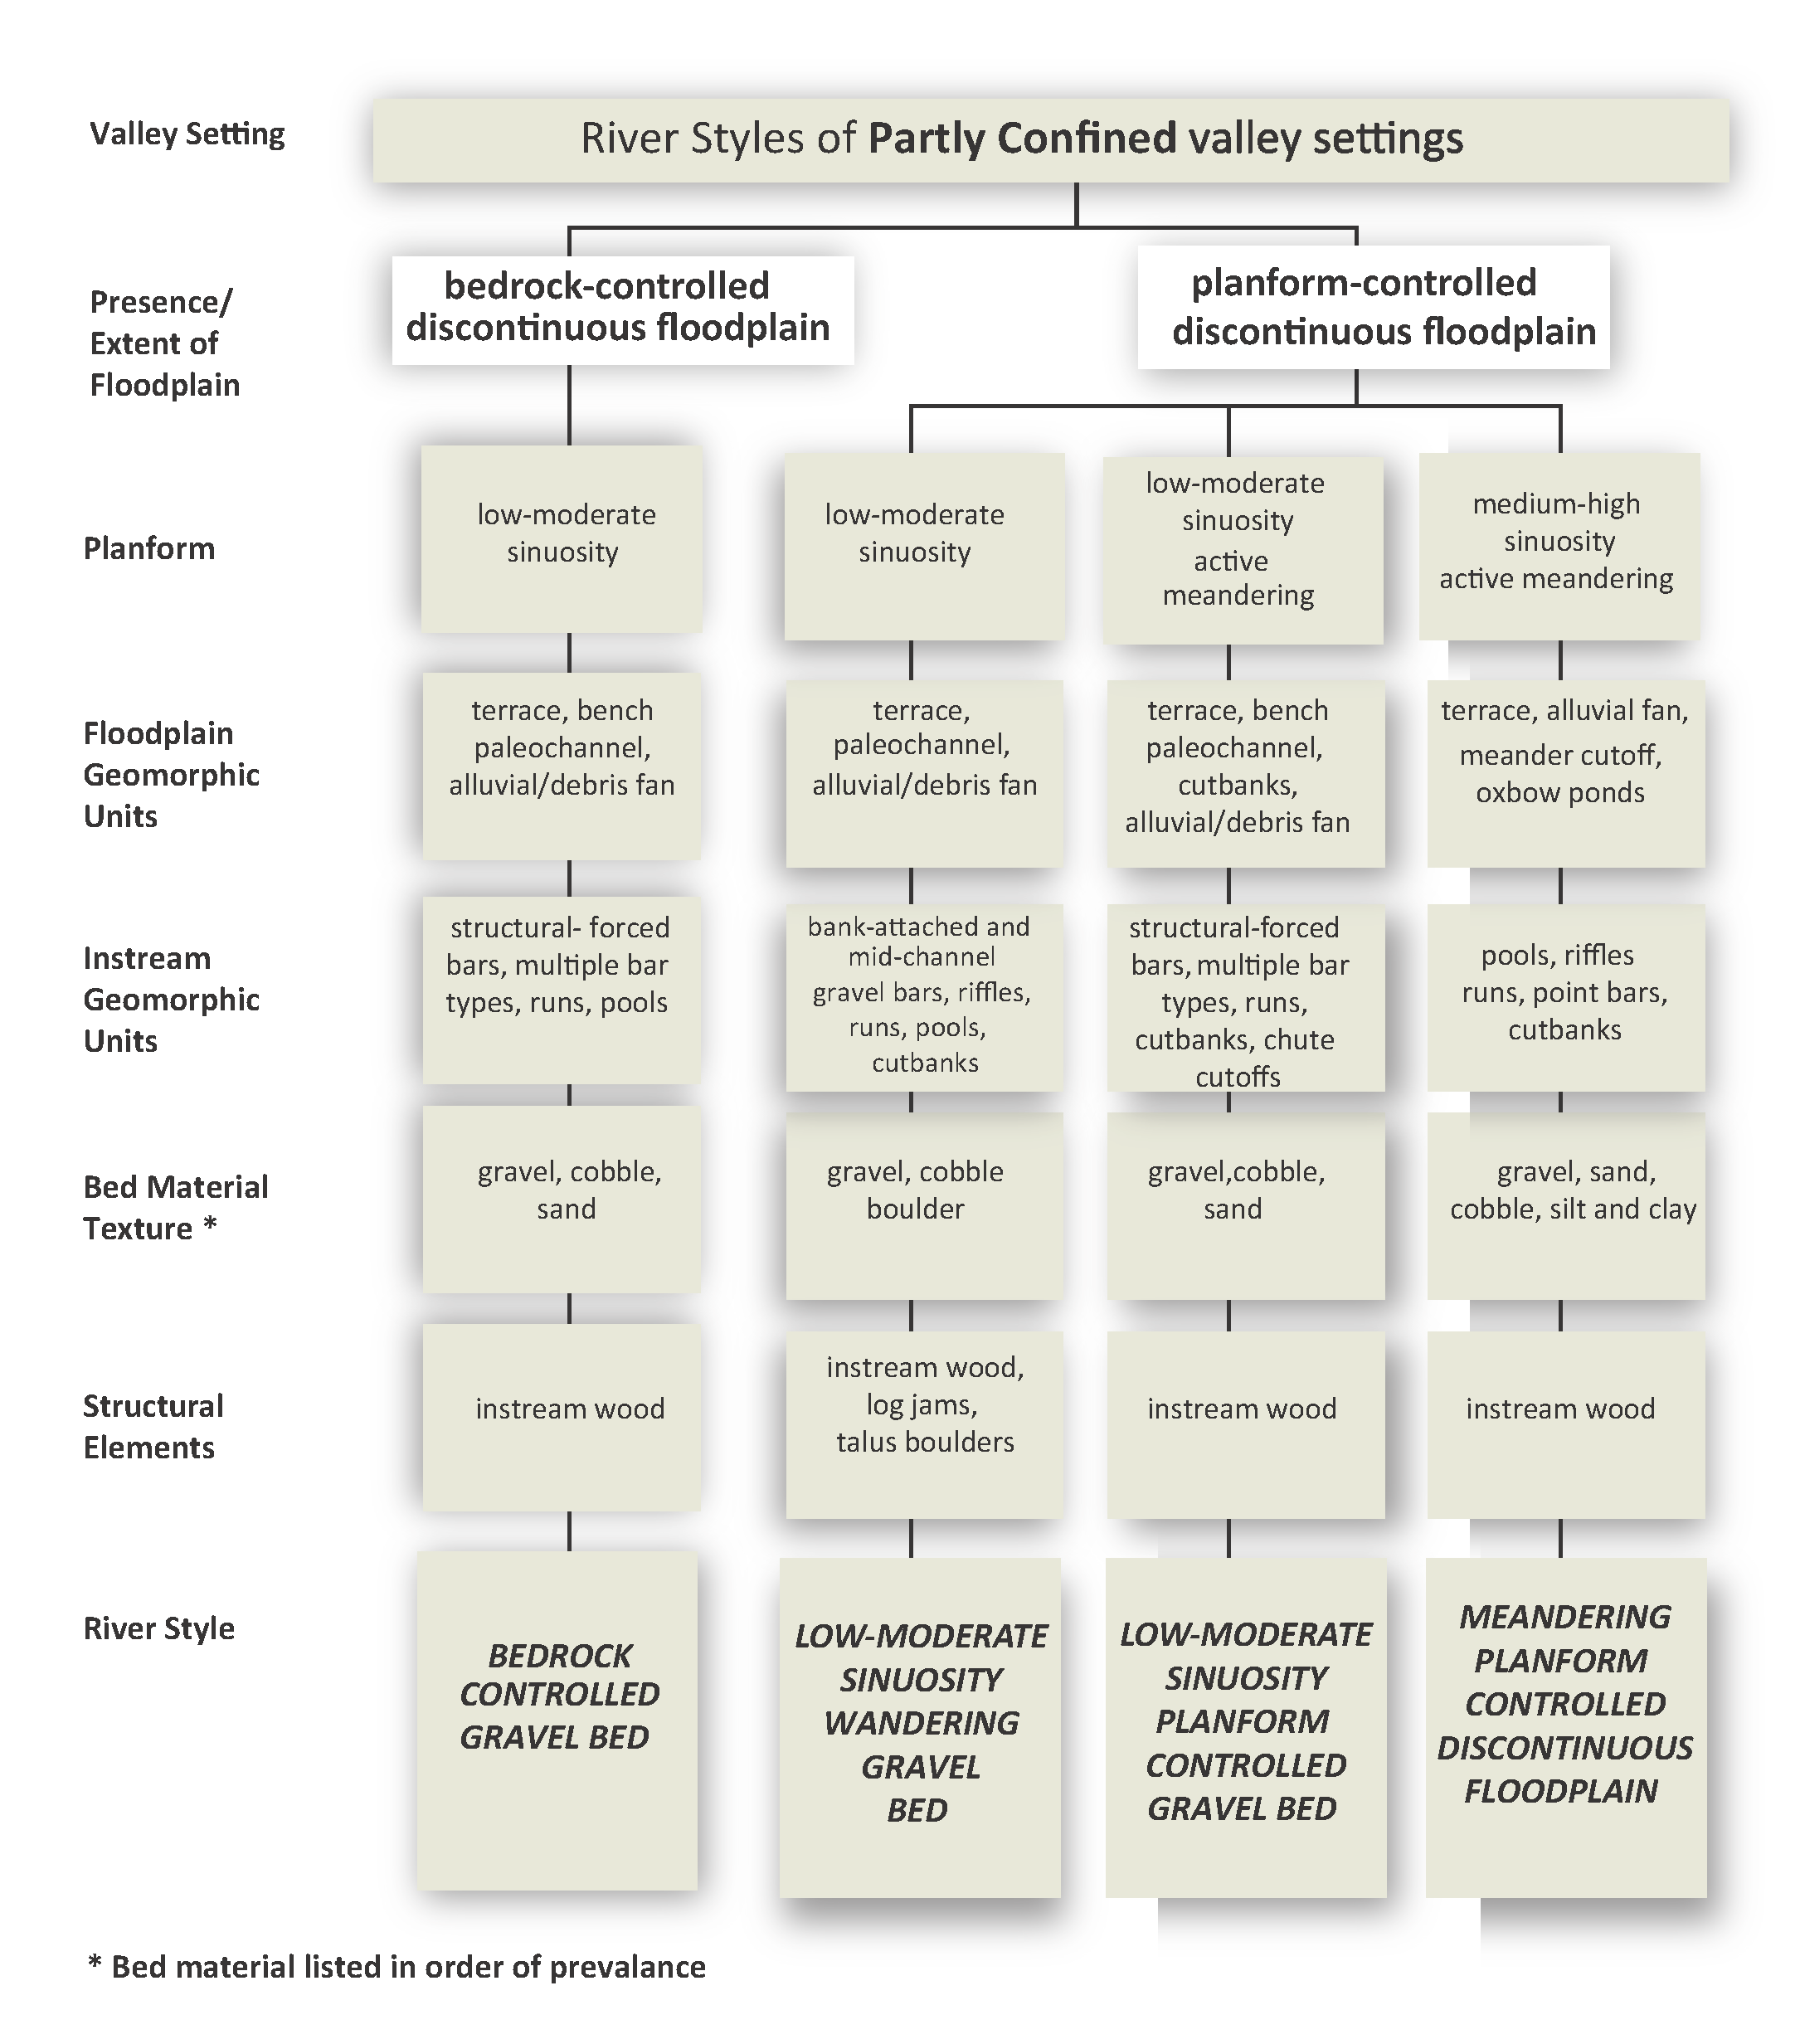 Valley Setting
River Styles of Partly Confined valley settings
Presence/
Extent of
Floodplain
bedrock-controlled
discontinuous floodplain
planform-controlled
discontinuous floodplain
Planform
low-moderate
sinuosity
low-moderate
sinuosity
low-moderate
sinuosity
active
meandering
medium-high
sinuosity
active meandering
Floodplain
Geomorphic
Units
terrace, bench
paleochannel,
alluvial/debris fan
terrace,
paleochannel,
alluvial/debris fan
terrace, bench
paleochannel,
cutbanks,
alluvial/debris fan
terrace, alluvial fan,
meander cutoff,
oxbow ponds
Instream
Geomorphic
Units
structural- forced
bars, multiple bar
types, runs, pools
bank-attached and
mid-channel
gravel bars, riffles,
runs, pools,
cutbanks
structural-forced
bars, multiple bar
types, runs,
cutbanks, chute
cutoffs
pools, riffles
runs, point bars,
cutbanks
Bed Material
Texture *
gravel, cobble,
sand
gravel, cobble
boulder
gravel,cobble,
sand
gravel, sand,
cobble, silt and clay
Structural
Elements
instream wood
instream wood,
log jams,
talus boulders
instream wood
instream wood
River Style
BEDROCK
CONTROLLED
GRAVEL BED
LOW-MODERATE
SINUOSITY
WANDERING
GRAVEL
BED
LOW-MODERATE
SINUOSITY
PLANFORM
CONTROLLED
GRAVEL BED
MEANDERING
PLANFORM
CONTROLLED
DISCONTINUOUS
FLOODPLAIN
* Bed material listed in order of prevalance